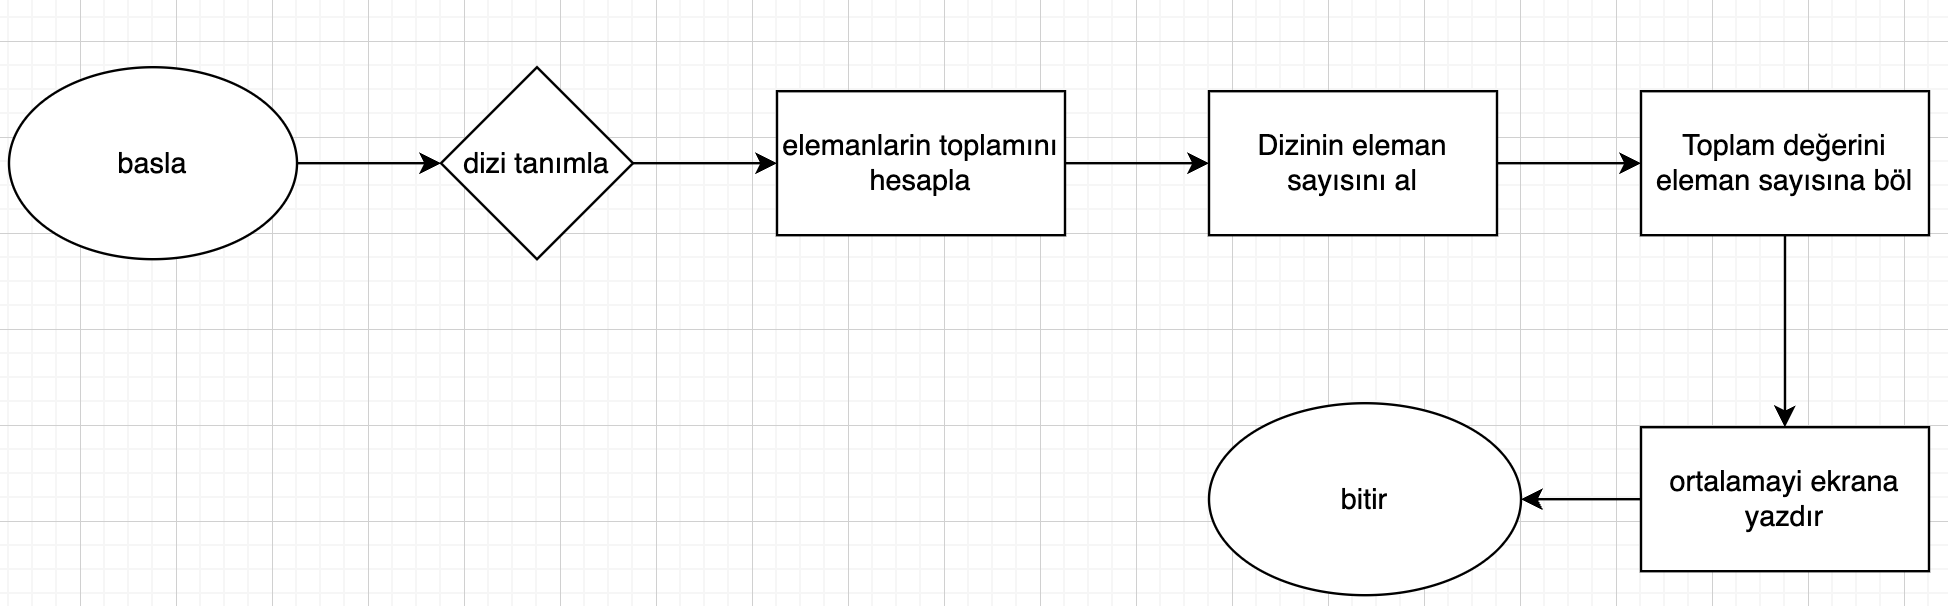 basla
dizi tanımla
elemanlarin toplamını
hesapla
Dizinin eleman
sayısını al
Toplam değerini
eleman sayısına böl
ortalamayi ekrana
yazdır
bitir